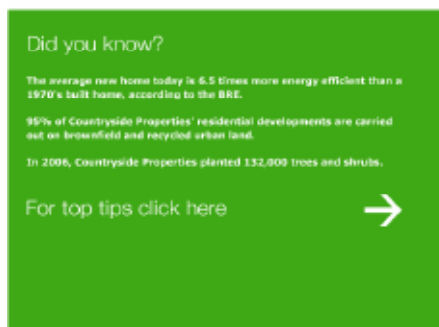 Did you know?
The average new home today is 6.5 times more energy efficient than a
1970's built home, according to the BRE.
95% of Countryside Properties' residential developments are carried
out on brownfield and recycled urban land.
In 2006, Countryside Properties planted 132,000 trees and shrubs.
For top tips click here